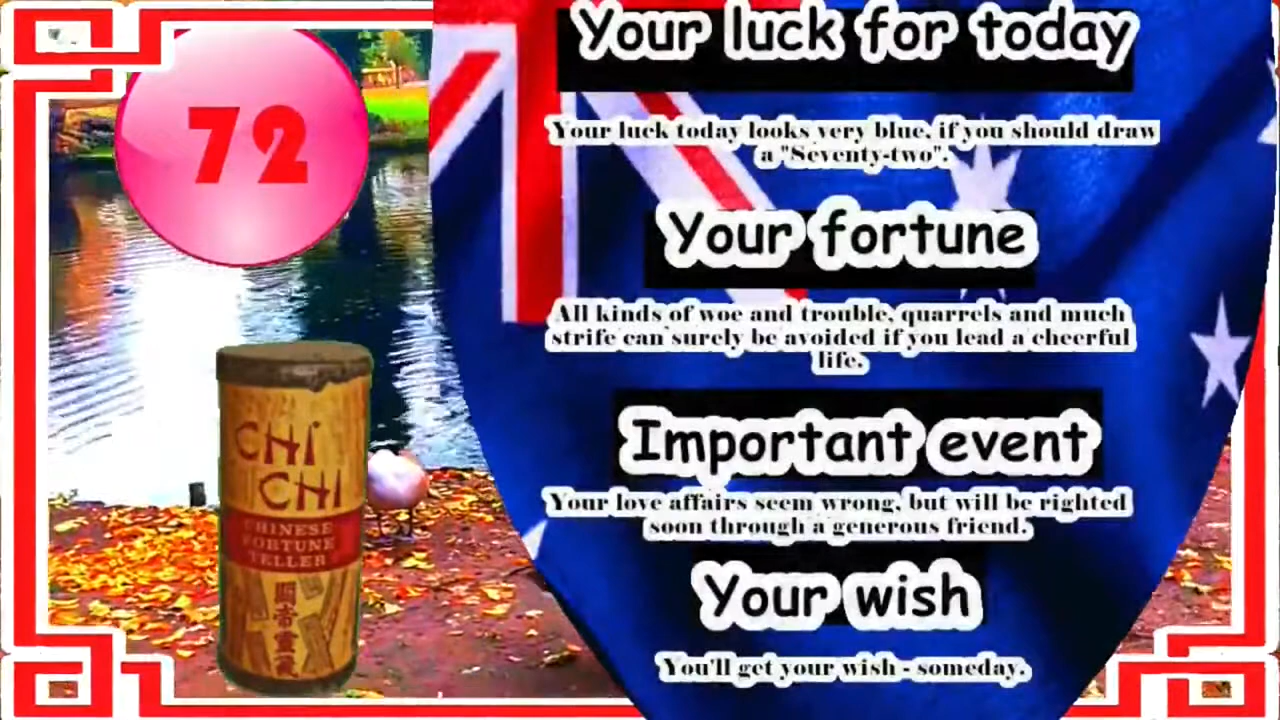 72
Your luck for today
Your luck today looks very blue, if you should draw
a "Seventy-two".
Your fortune
All kinds of woe and trouble, quarrels and much
strife can surely be avoided if you lead a cheerful
life.
Important event
Your love affairs seem wrong, but will be righted
soon through a generous friend.
Your wish
You'll get your wish - someday.
CHI
CHI
CHINESE
FORTUNE
TELLER